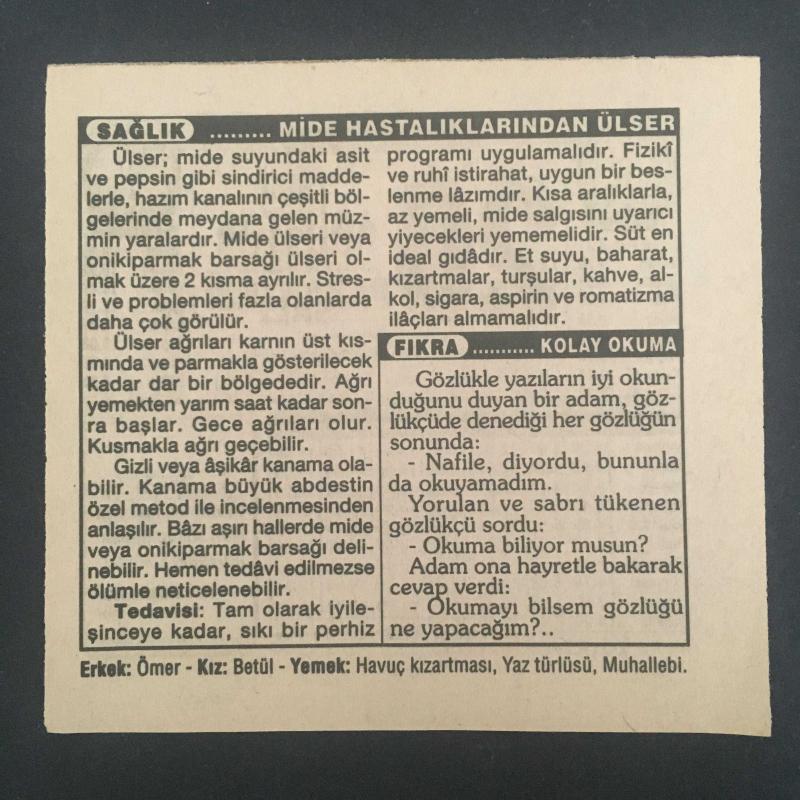 SAĞLIK ......... MİDE HASTALIKLARINDAN ÜLSER
Ülser; mide suyundaki asit
ve pepsin gibi sindirici madde-
lerle, hazım kanalının çeşitli böl-
gelerinde meydana gelen müz-
min yaralardır. Mide ülseri veya
onikiparmak barsağı ülseri ol-
mak üzere 2 kısma ayrılır. Stres-
li ve problemleri fazla olanlarda
daha çok görülür.
Ülser ağrıları karnın üst kıs-
mında ve parmakla gösterilecek
kadar dar bir bölgededir. Ağrı
yemekten yarım saat kadar son-
ra başlar. Gece ağrıları olur.
Kusmakla ağrı geçebilir.
Gizli veya âşikâr kanama ola-
bilir. Kanama büyük abdestin
özel metod ile incelenmesinden
anlaşılır. Bâzı aşırı hallerde mide
veya onikiparmak barsağı deli-
nebilir. Hemen tedâvi edilmezse
ölümle neticelenebilir.
Tedavisi: Tam olarak iyile-
şinceye kadar, sıkı bir perhiz
programı uygulamalıdır. Fizikî
ve ruhî istirahat, uygun bir bes-
lenme lâzımdır. Kısa aralıklarla,
az yemeli, mide salgısını uyarıcı
yiyecekleri yememelidir. Süt en
ideal gıdâdır. Et suyu, baharat,
kızartmalar, turşular, kahve, al-
kol, sigara, aspirin ve romatizma
ilâçları almamalıdır.
FIKRA ........... KOLAY OKUMA
Gözlükle yazıların iyi okun-
duğunu duyan bir adam, göz-
lükçüde denediği her gözlüğün
sonunda:
- Nafile, diyordu, bununla
da okuyamadım.
Yorulan ve sabrı tükenen
gözlükçü sordu:
- Okuma biliyor musun?
Adam ona hayretle bakarak
cevap verdi:
- Okumayı bilsem gözlüğü
ne yapacağım?..
Erkek: Ömer - Kız: Betül - Yemek: Havuç kızartması, Yaz türlüsü, Muhallebi.